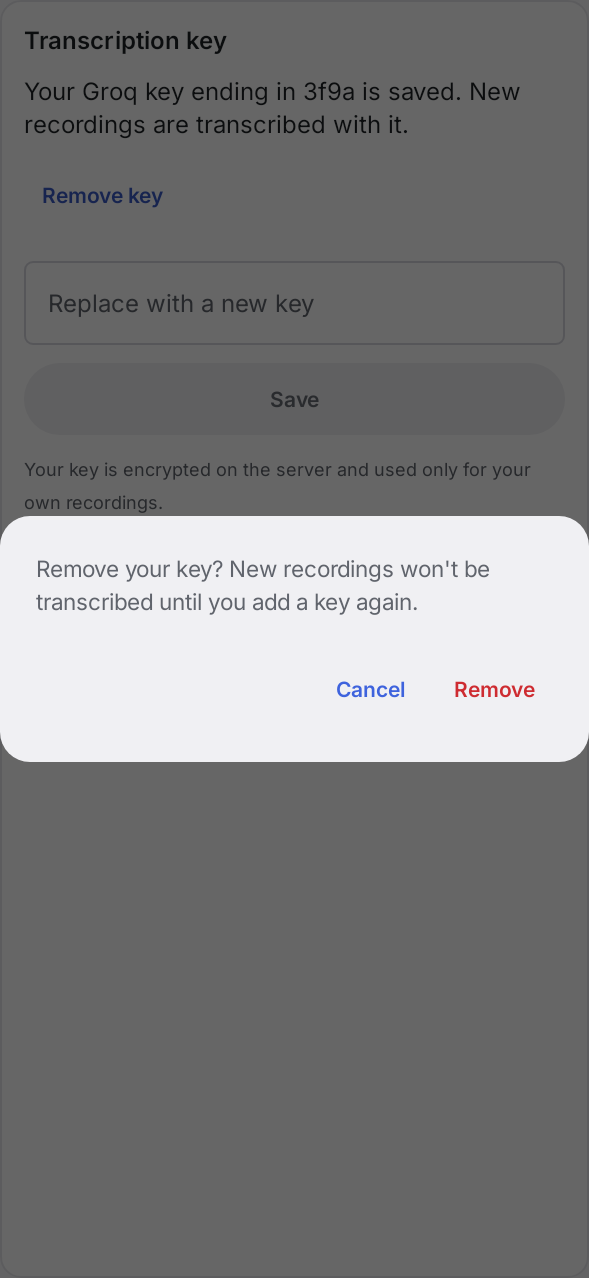 Transcription key
Your Groq key ending in 3f9a is saved. New
recordings are transcribed with it.
Remove key
Replace with a new key
Save
Your key is encrypted on the server and used only for your
own recordings.
Remove your key? New recordings won't be
transcribed until you add a key again.
Cancel Remove